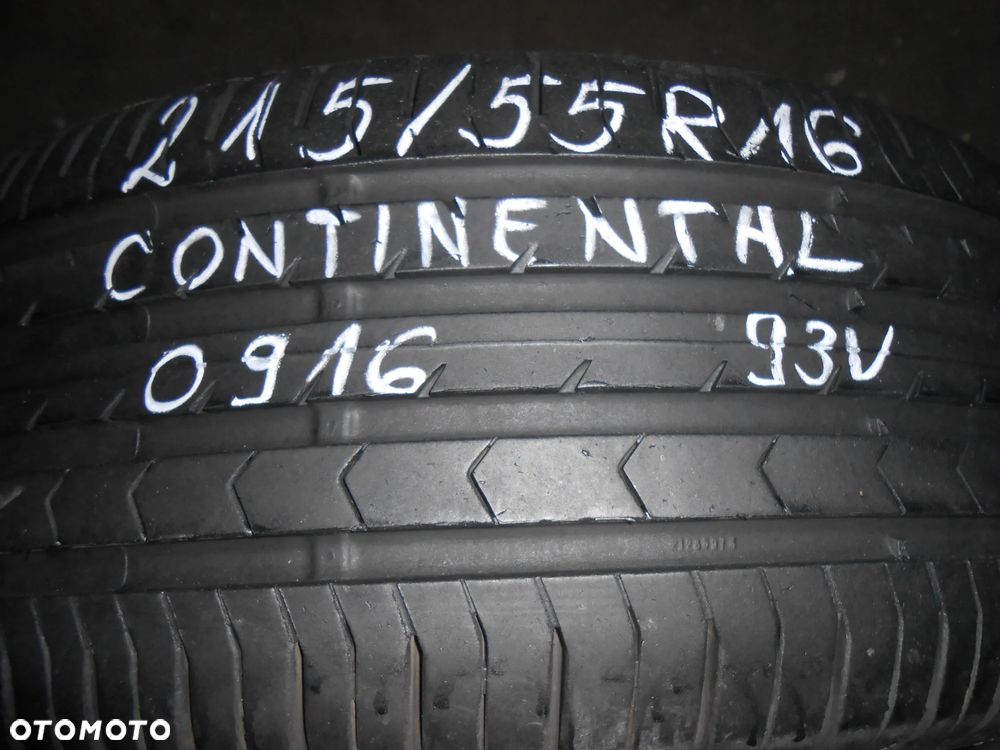 215/55R16
CONTINENTAL
0916 93V
OTOMOTO